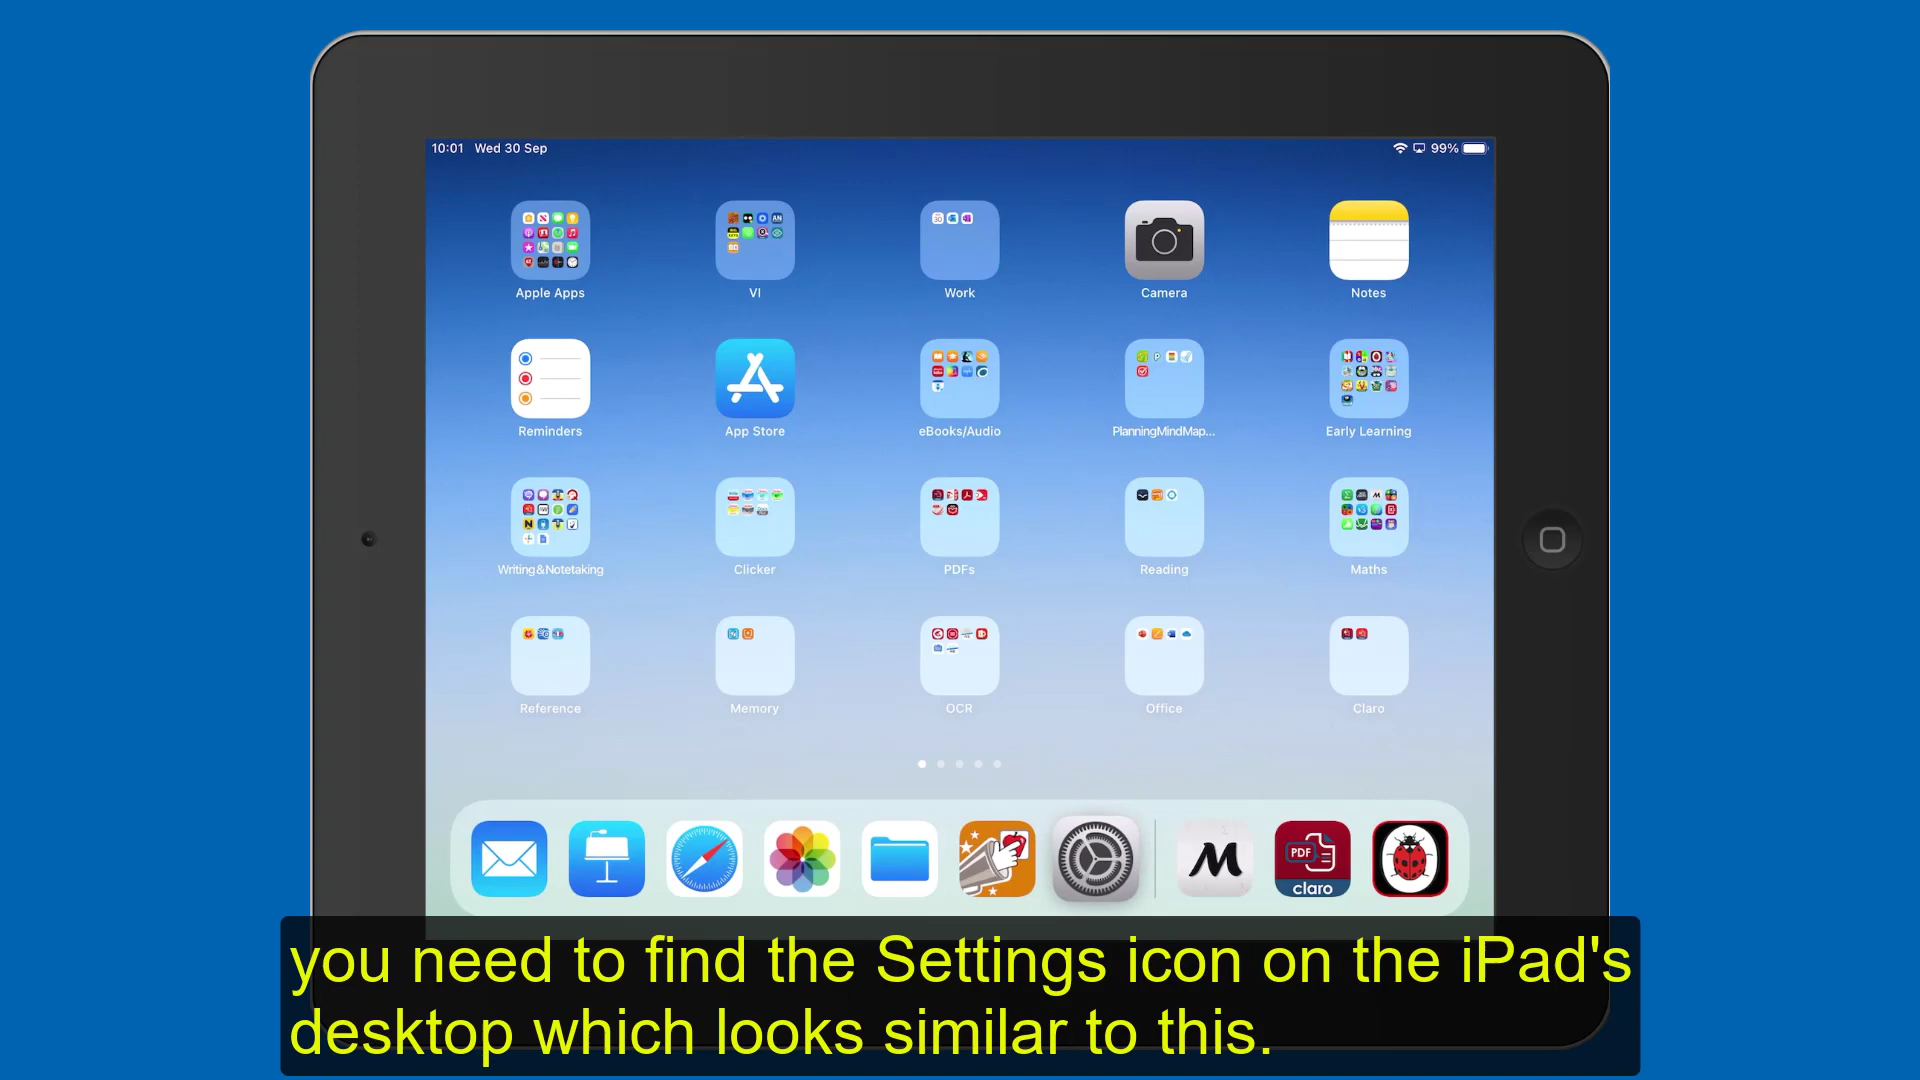 10:01 Wed 30 Sep
99%
Apple Apps
VI
Work
Camera
Notes
Reminders
App Store
eBooks/Audio
PlanningMindMap...
Early Learning
Writing&Notetaking
Clicker
PDFs
Reading
Maths
Reference
Memory
OCR
Office
Claro
M
PDF
claro
you need to find the Settings icon on the iPad's
desktop which looks similar to this.